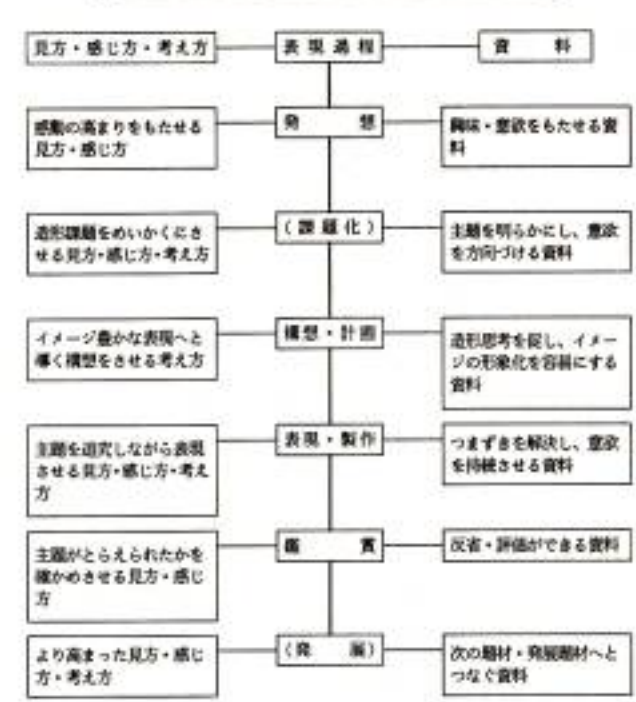 見方・感じ方・考え方
表現過程
資料
感動の高まりをもたせる
見方・感じ方
発想
興味・意欲をもたせる資
料
造形課題をめいかくにさ
せる見方・感じ方・考え方
(課題化)
主題を明らかにし、意欲
を方向づける資料
イメージ豊かな表現へと
導く構想をさせる考え方
構想・計画
造形思考を促し、イメー
ジの形象化を容易にする
資料
主題を追究しながら表現
させる見方・感じ方・考え
方
表現・製作
つまずきを解決し、意欲
を持続させる資料
主題がとらえられたかを
確かめさせる見方・感じ
方
鑑賞
反省・評価ができる資料
より高まった見方・感じ
方・考え方
(発展)
次の題材・発展題材へと
つなぐ資料